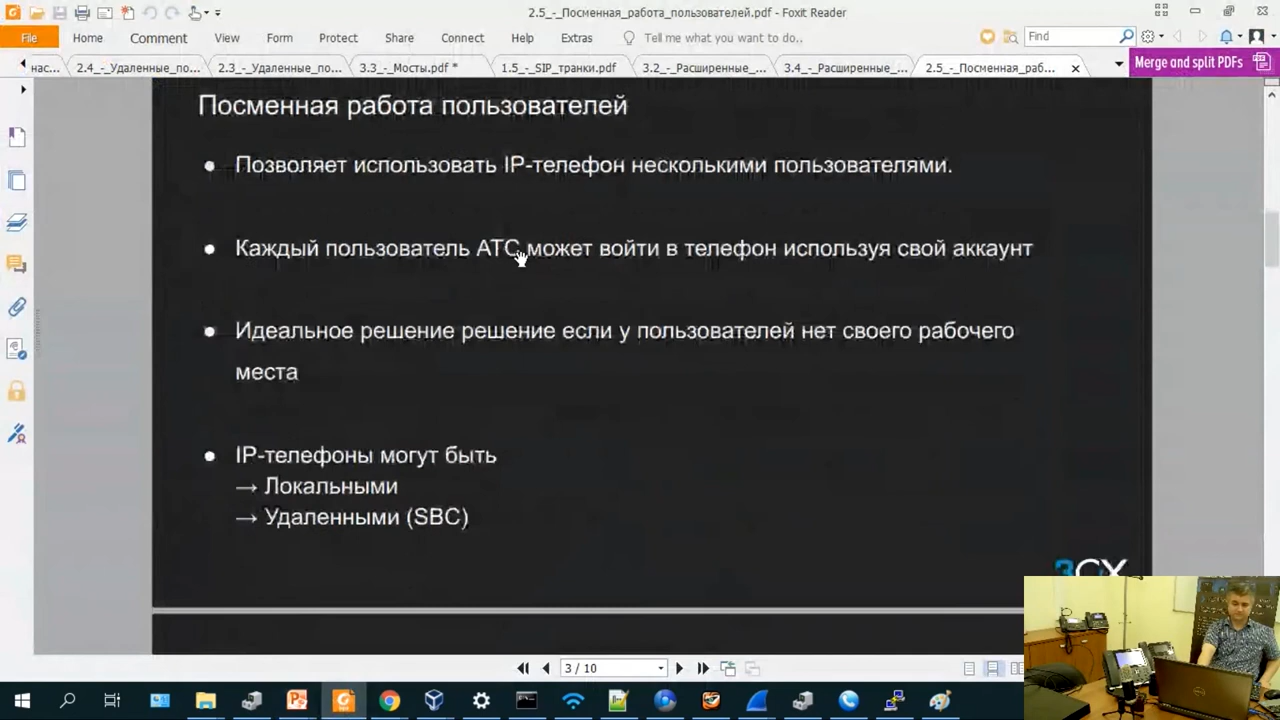 2.5_-_Посменная_работа_пользователей.pdf - Foxit Reader
File Home Comment View Form Protect Share Connect Help Extras Tell me what you want to do.. Find
нас... 2.4_-_Удаленные_по... 2.3_-_Удаленные_по... 3.3_-_Мосты.pdf * 1.5_-_SIP_транки.pdf 3.2_-_Расширенные_... 3.4_-_Расширенные_... 2.5_-_Посменная_раб... Merge and split PDFs
Посменная работа пользователей
● Позволяет использовать IP-телефон несколькими пользователями.
● Каждый пользователь АТС может войти в телефон используя свой аккаунт
● Идеальное решение решение если у пользователей нет своего рабочего
места
● IP-телефоны могут быть
→ Локальными
→ Удаленными (SBC)
3CX
3 / 10